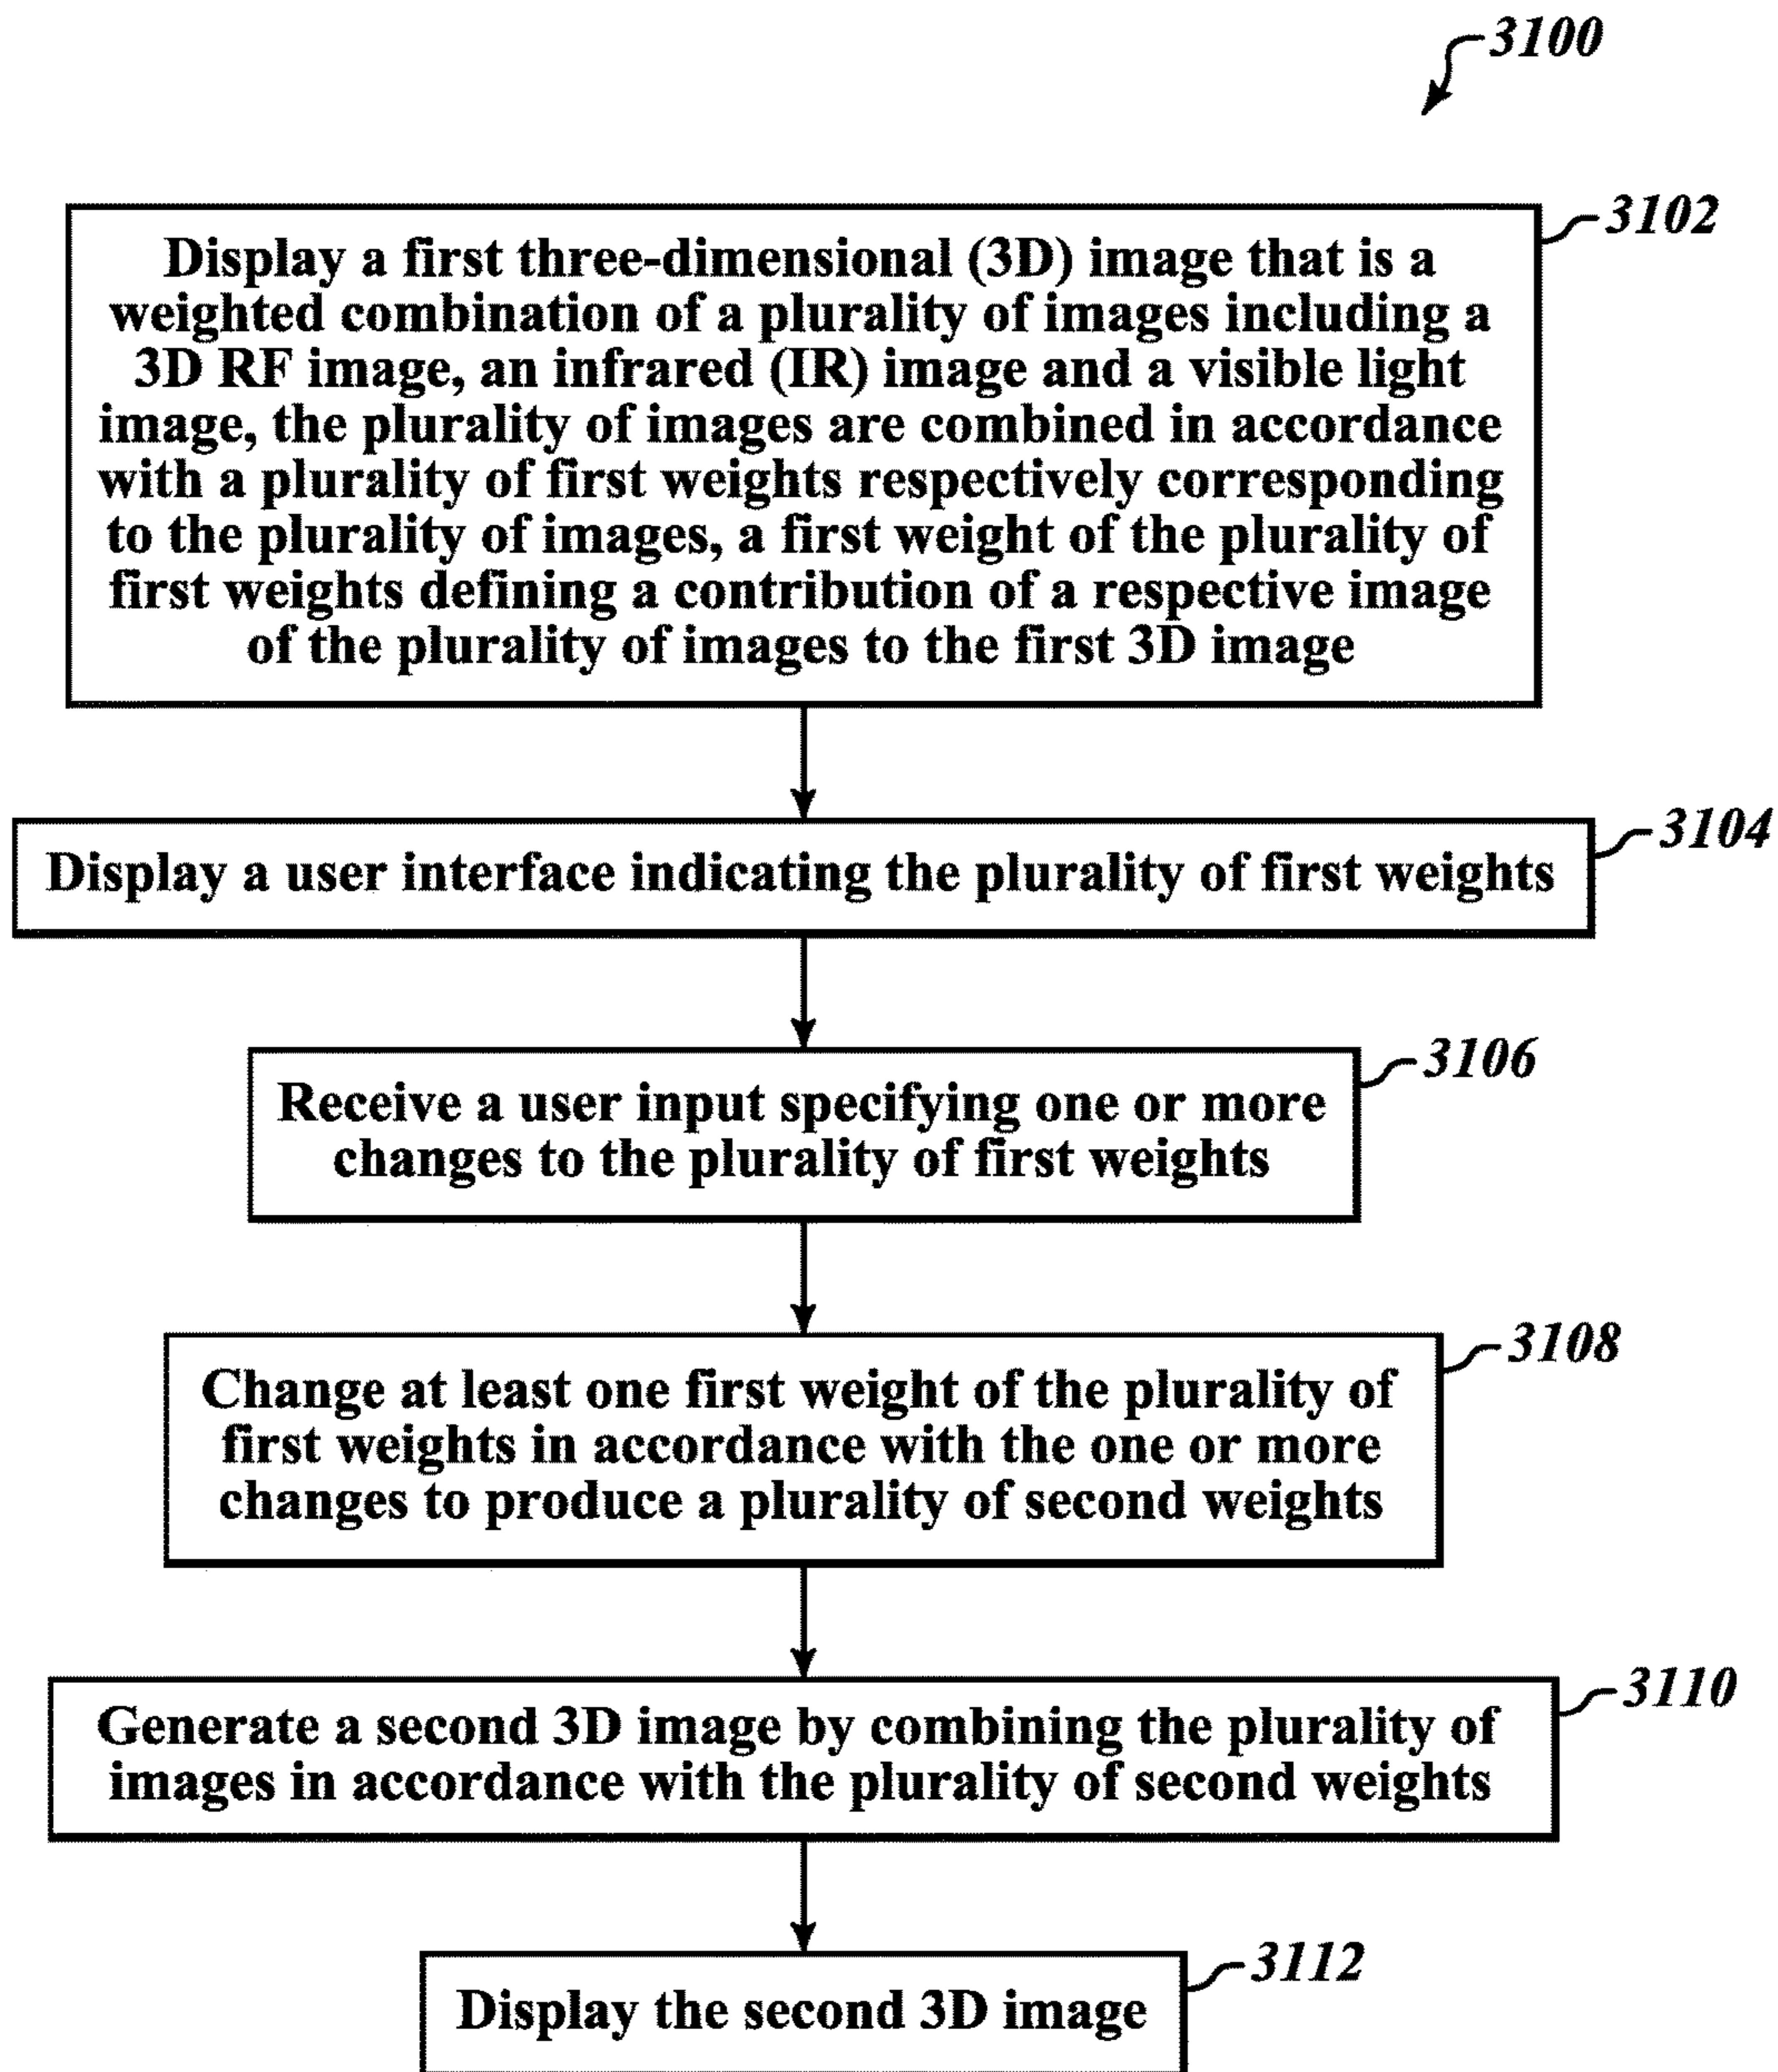 3100
3102
Display a first three-dimensional (3D) image that is a
weighted combination of a plurality of images including a
3D RF image, an infrared (IR) image and a visible light
image, the plurality of images are combined in accordance
with a plurality of first weights respectively corresponding
to the plurality of images, a first weight of the plurality of
first weights defining a contribution of a respective image
of the plurality of images to the first 3D image
3104
Display a user interface indicating the plurality of first weights
3106
Receive a user input specifying one or more
changes to the plurality of first weights
3108
Change at least one first weight of the plurality of
first weights in accordance with the one or more
changes to produce a plurality of second weights
3110
Generate a second 3D image by combining the plurality of
images in accordance with the plurality of second weights
3112
Display the second 3D image